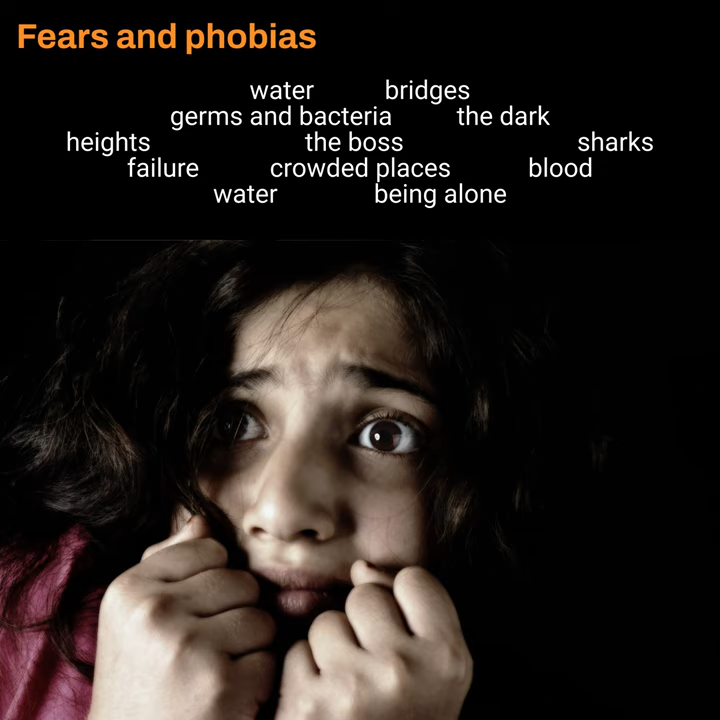 Fears and phobias
water bridges
germs and bacteria the dark
heights the boss sharks
failure crowded places blood
water being alone